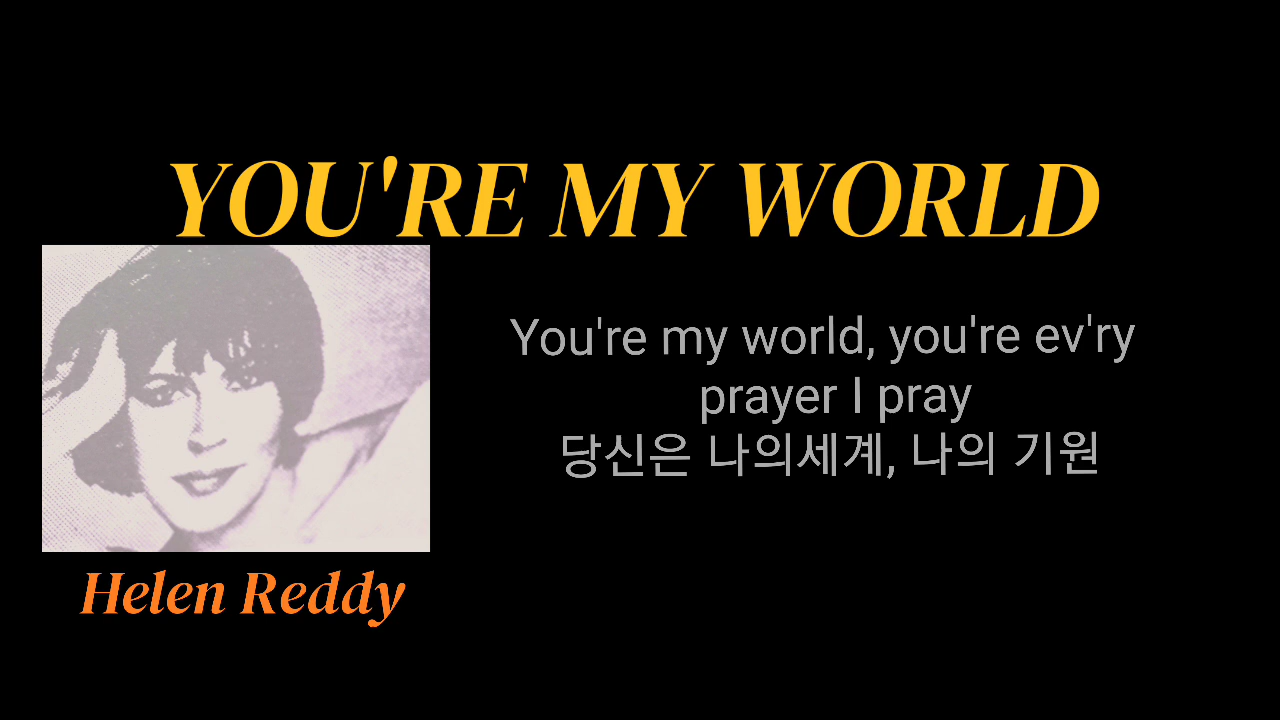 YOU'RE MY WORLD
You're my world, you're ev'ry
prayer I pray
당신은 나의세계, 나의 기원
Helen Reddy